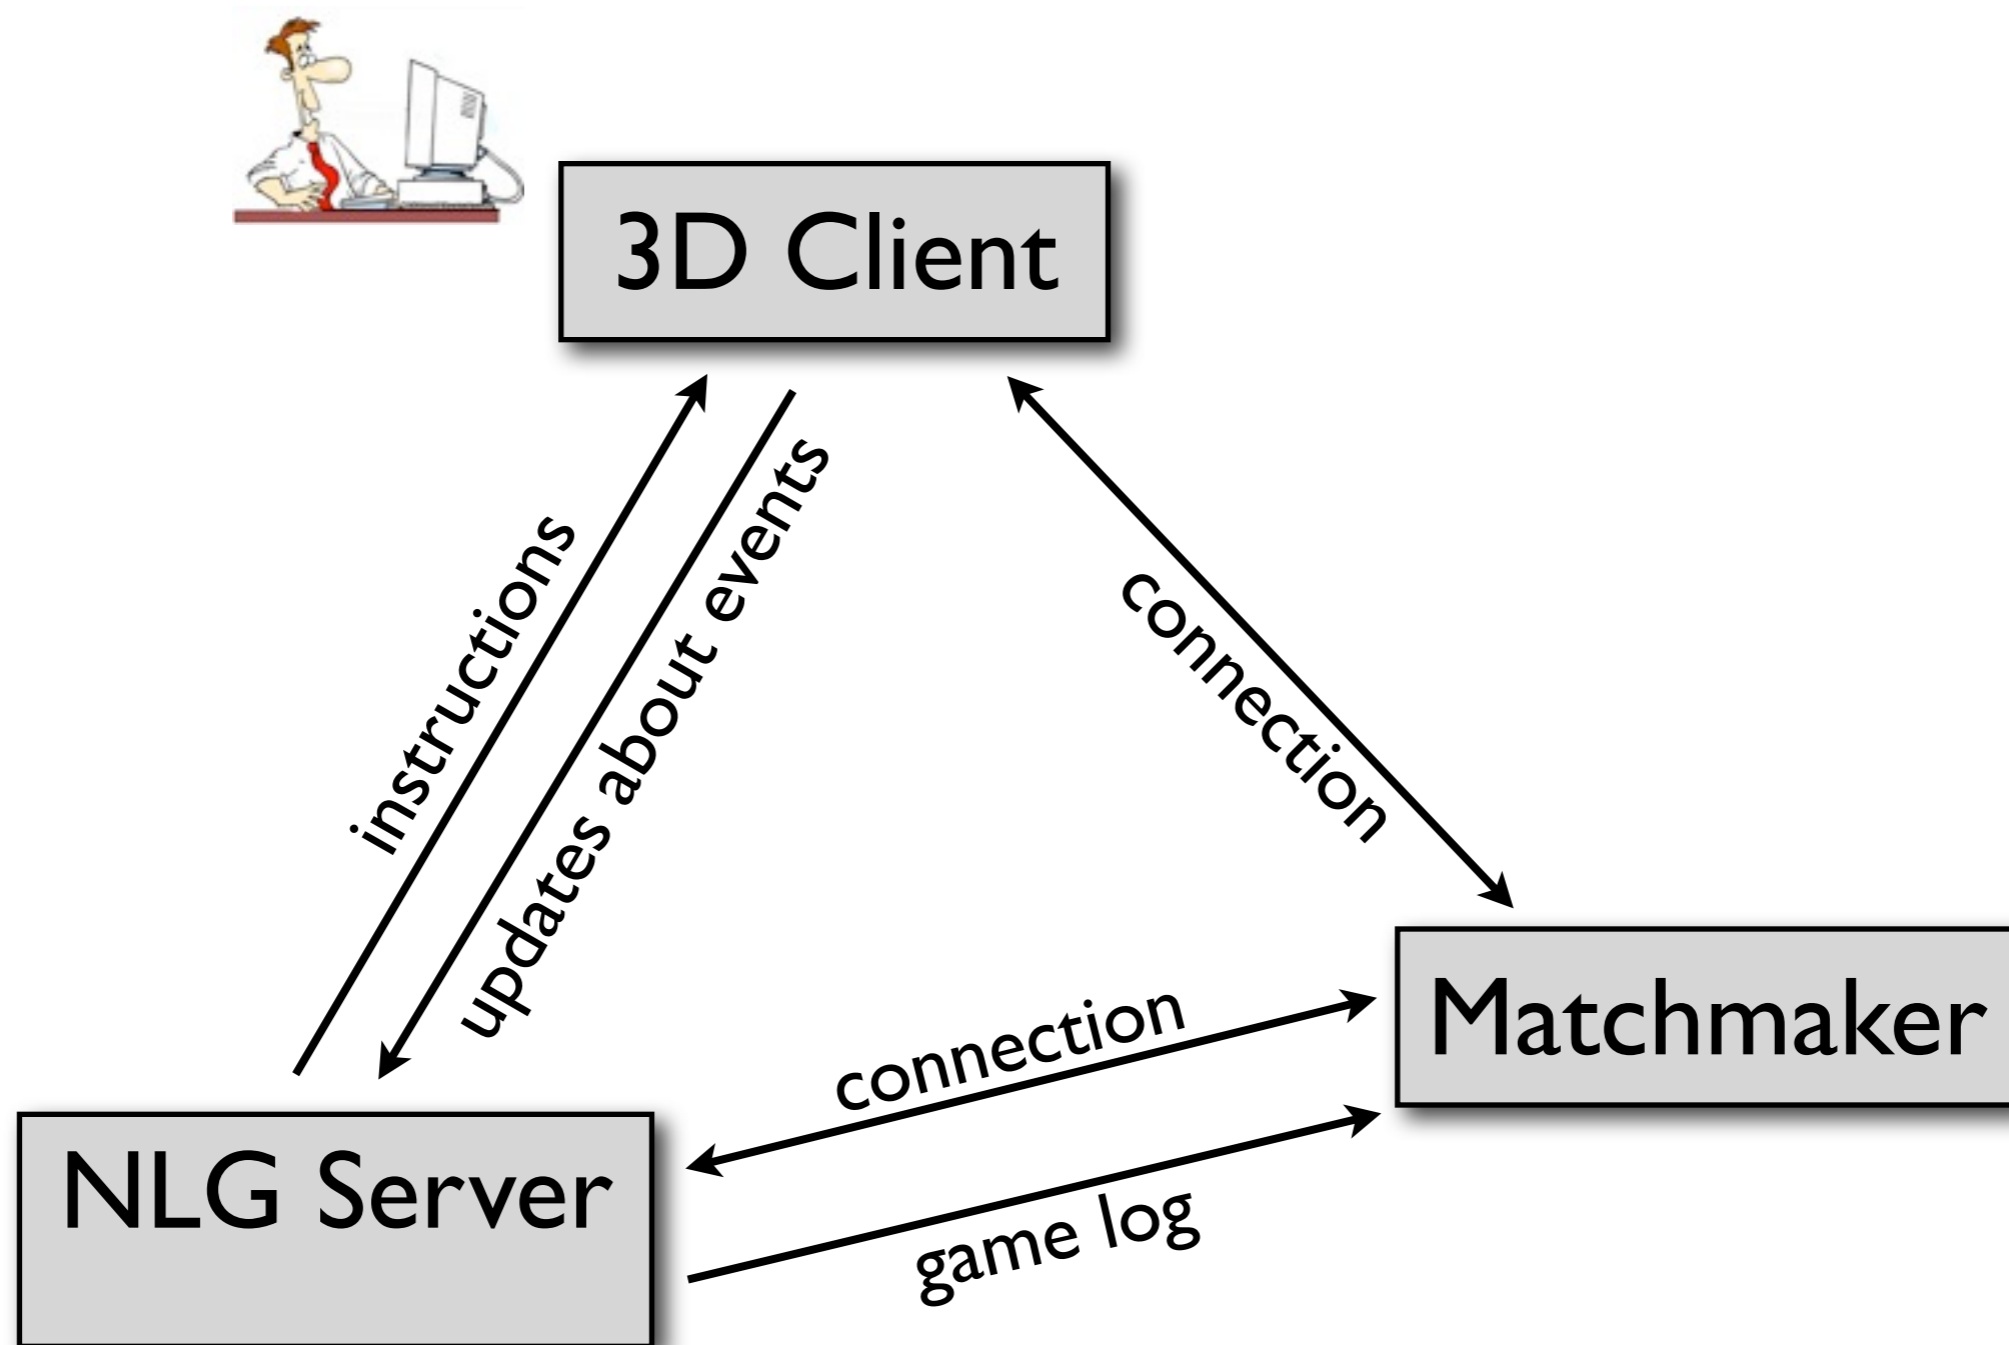 3D Client
instructions
updates about events
connection
connection
Matchmaker
NLG Server
game log